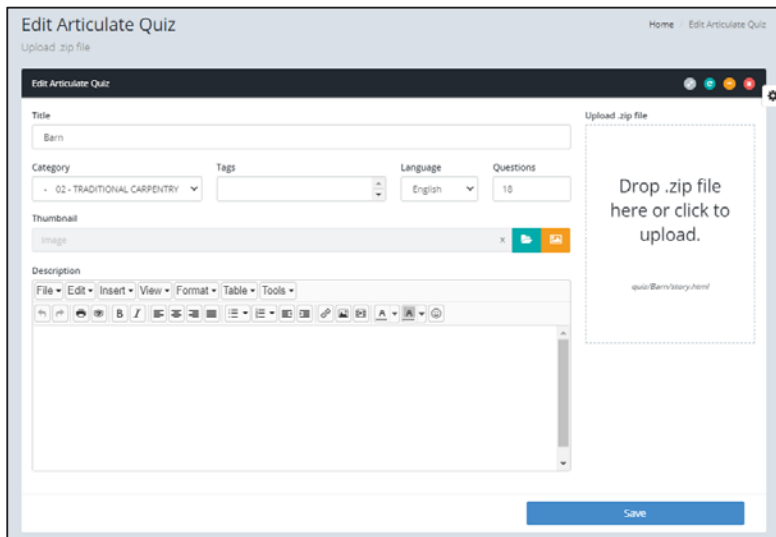 Edit Articulate Quiz
Home / Edit Articulate Quiz
Upload .zip file
Edit Articulate Quiz
Title
Upload .zip file
Barn
Category Tags Language Questions
- 02 - TRADITIONAL CARPENTRY English 18
Drop .zip file
here or click to
upload.
Thumbnail
Image x
quiz/Barn/story.html
Description
File Edit Insert View Format Table Tools
B I A A
Save